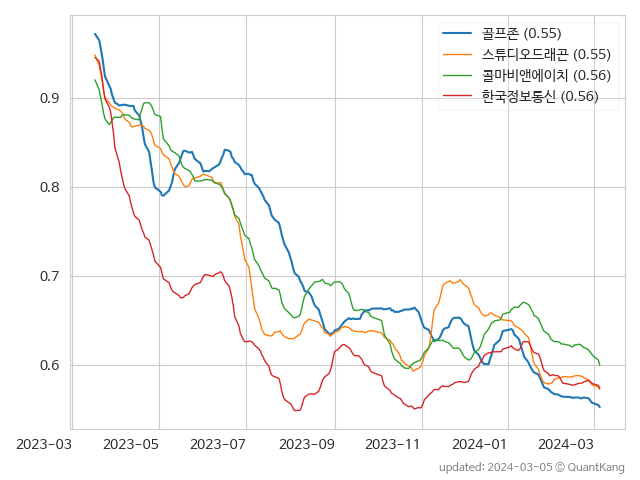 골프존 (0.55)
스튜디오드래곤 (0.55)
콜마비앤에이치 (0.56)
한국정보통신 (0.56)
0.9
0.8
0.7
0.6
2023-03 2023-05 2023-07 2023-09 2023-11 2024-01 2024-03
updated: 2024-03-05 © QuantKang